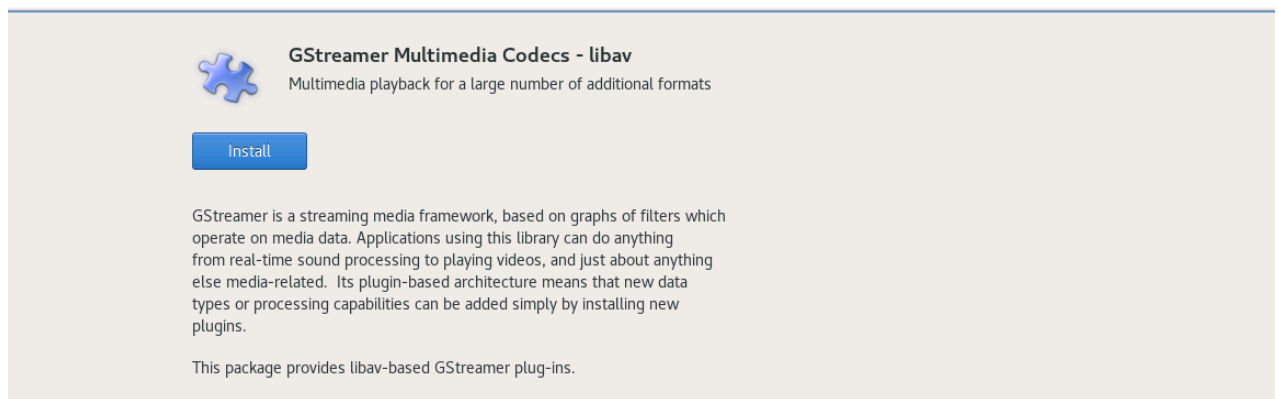 GStreamer Multimedia Codecs - libav
Multimedia playback for a large number of additional formats
Install
GStreamer is a streaming media framework, based on graphs of filters which
operate on media data. Applications using this library can do anything
from real-time sound processing to playing videos, and just about anything
else media-related.  Its plugin-based architecture means that new data
types or processing capabilities can be added simply by installing new
plugins.
This package provides libav-based GStreamer plug-ins.